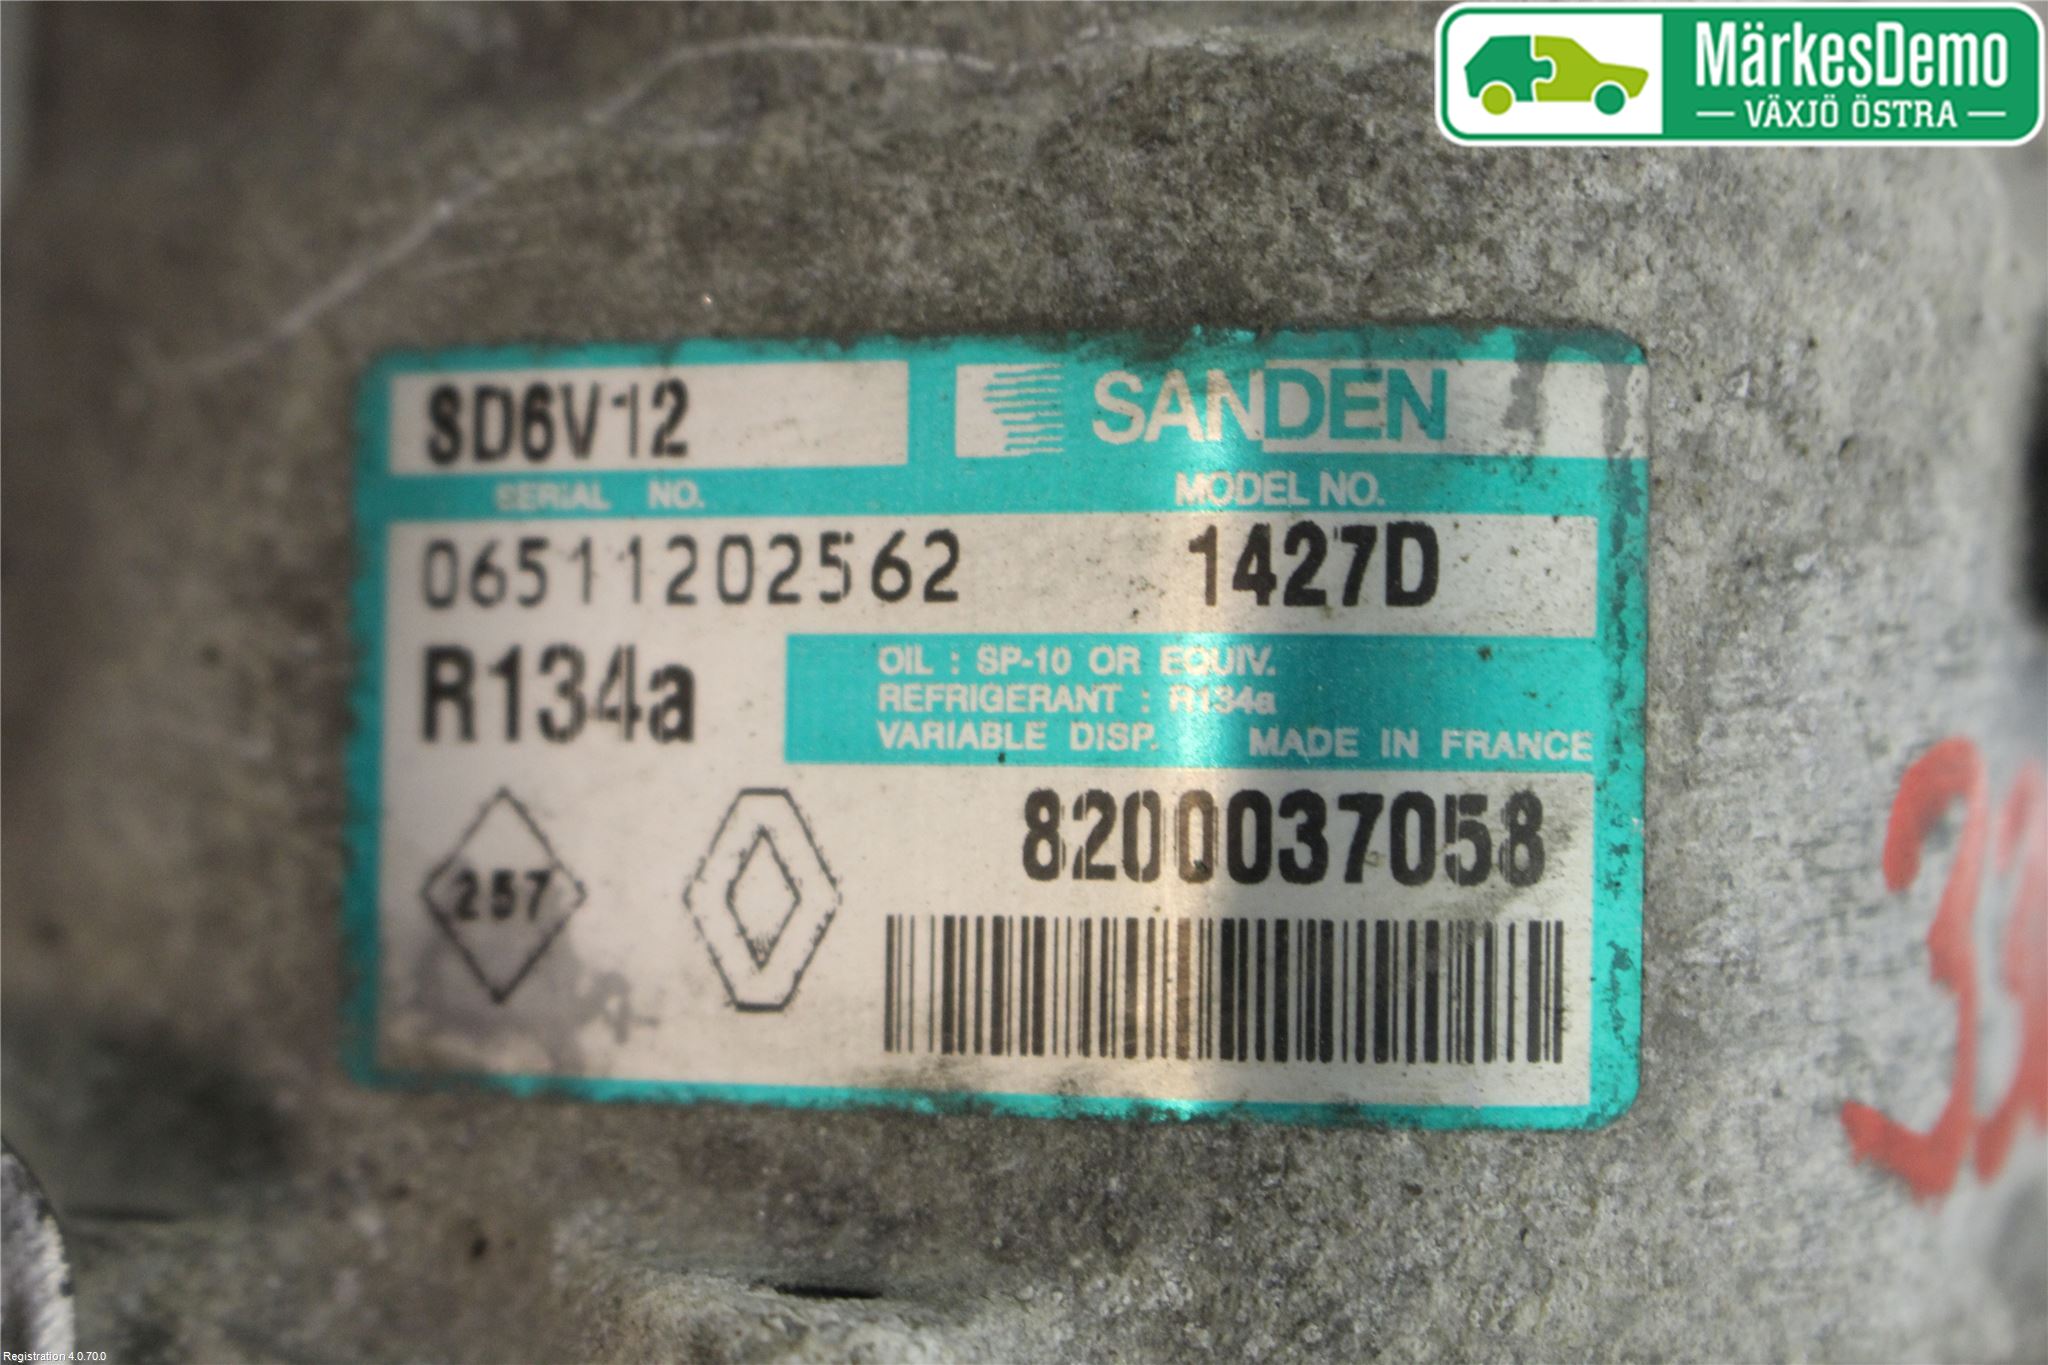 MärkesDemo
VÄXJÖ ÖSTRA
SD6V12
SANDEN
SERIAL NO.
MODEL NO.
06511202562
1427D
R134a
OIL : SP-10 OR EQUIV.
REFRIGERANT : R134a
VARIABLE DISP. MADE IN FRANCE
257
8200037058
Registration 4.0.70.0